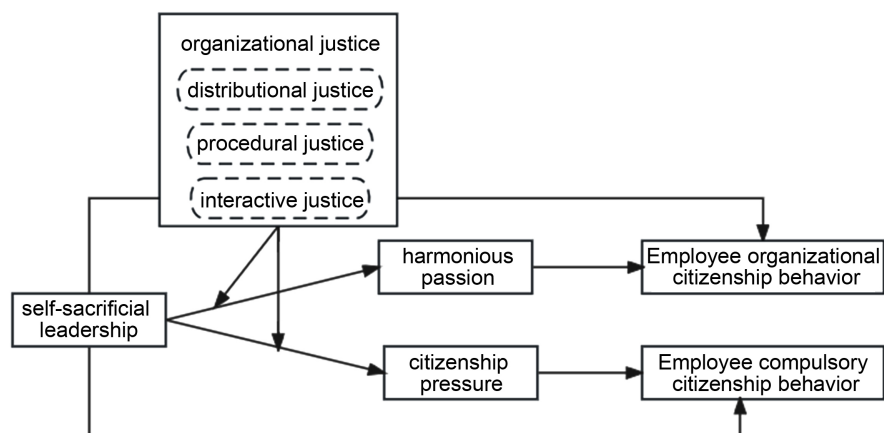 organizational justice
distributional justice
procedural justice
interactive justice
harmonious
passion
Employee organizational
citizenship behavior
self-sacrificial
leadership
citizenship
pressure
Employee compulsory
citizenship behavior